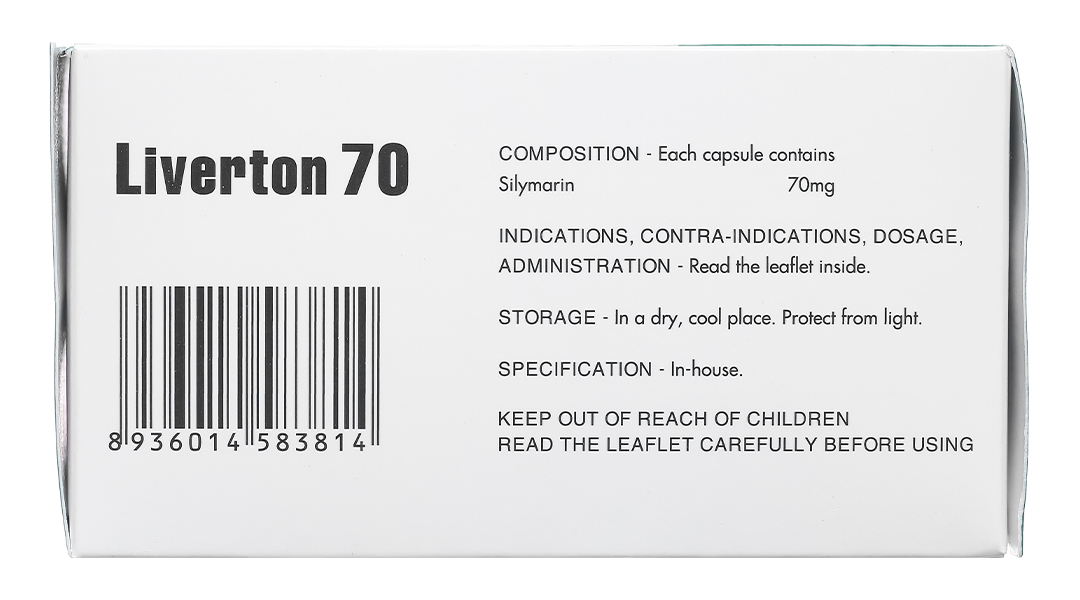 Liverton 70
COMPOSITION - Each capsule contains
Silymarin 70mg
INDICATIONS, CONTRA-INDICATIONS, DOSAGE,
ADMINISTRATION - Read the leaflet inside.
STORAGE - In a dry, cool place. Protect from light.
SPECIFICATION - In-house.
KEEP OUT OF REACH OF CHILDREN
READ THE LEAFLET CAREFULLY BEFORE USING
8 936014 583814